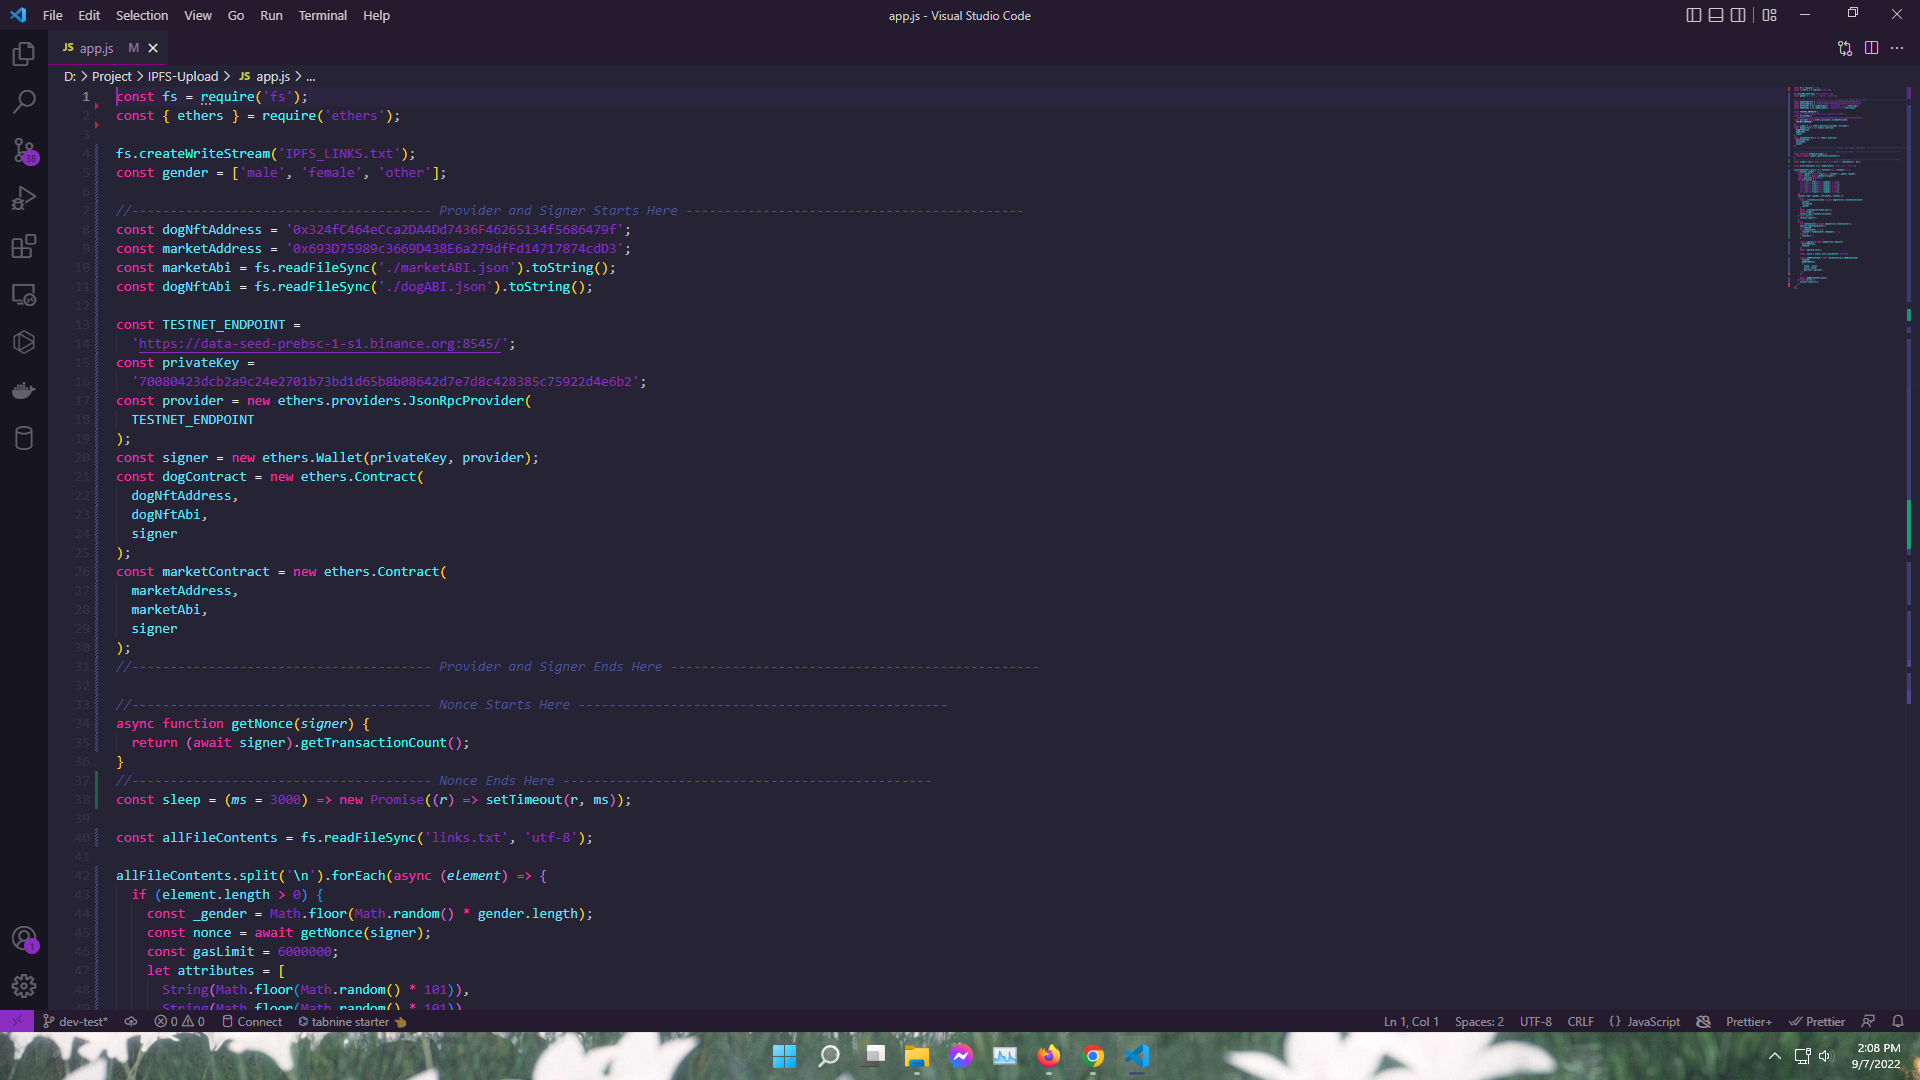 File Edit Selection View Go Run Terminal Help
app.js - Visual Studio Code
JS app.js M
D: > Project > IPFS-Upload > JS app.js > ...
1 const fs = require('fs');
2 const { ethers } = require('ethers');
3
4 fs.createWriteStream('IPFS_LINKS.txt');
5 const gender = ['male', 'female', 'other'];
6
7 //--------------------------------------- Provider and Signer Starts Here --------------------------------------------
8 const dogNftAddress = '0x324fC464eCca2DA4Dd7436F46265134f5686479f';
9 const marketAddress = '0x693D75989c3669D438E6a279dfFd14717874cdD3';
10 const marketAbi = fs.readFileSync('./marketABI.json').toString();
11 const dogNftAbi = fs.readFileSync('./dogABI.json').toString();
12
13 const TESTNET_ENDPOINT =
14 'https://data-seed-prebsc-1-s1.binance.org:8545/';
15 const privateKey =
16 '70080423dcb2a9c24e2701b73bd1d65b8b08642d7e7d8c428385c75922d4e6b2';
17 const provider = new ethers.providers.JsonRpcProvider(
18 TESTNET_ENDPOINT
19 );
20 const signer = new ethers.Wallet(privateKey, provider);
21 const dogContract = new ethers.Contract(
22 dogNftAddress,
23 dogNftAbi,
24 signer
25 );
26 const marketContract = new ethers.Contract(
27 marketAddress,
28 marketAbi,
29 signer
30 );
31 //--------------------------------------- Provider and Signer Ends Here ------------------------------------------------
32
33 //--------------------------------------- Nonce Starts Here ------------------------------------------------
34 async function getNonce(signer) {
35 return (await signer).getTransactionCount();
36 }
37 //--------------------------------------- Nonce Ends Here ------------------------------------------------
38 const sleep = (ms = 3000) => new Promise((r) => setTimeout(r, ms));
39
40 const allFileContents = fs.readFileSync('links.txt', 'utf-8');
41
42 allFileContents.split('\n').forEach(async (element) => {
43 if (element.length > 0) {
44 const _gender = Math.floor(Math.random() * gender.length);
45 const nonce = await getNonce(signer);
46 const gasLimit = 6000000;
47 let attributes = [
48 String(Math.floor(Math.random() * 101)),
49 String(Math.floor(Math.random() * 101)),
38
1
dev-test* 0 0 Connect tabnine starter Ln 1, Col 1 Spaces: 2 UTF-8 CRLF {} JavaScript Prettier+ Prettier
2:08 PM
9/7/2022